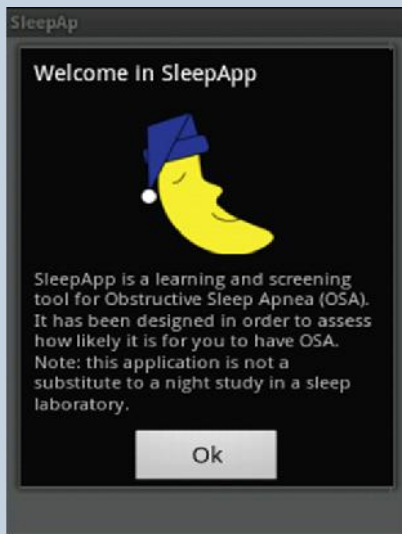 SleepAp
Welcome in SleepApp
SleepApp is a learning and screening
tool for Obstructive Sleep Apnea (OSA).
It has been designed in order to assess
how likely it is for you to have OSA.
Note: this application is not a
substitute to a night study in a sleep
laboratory.
Ok